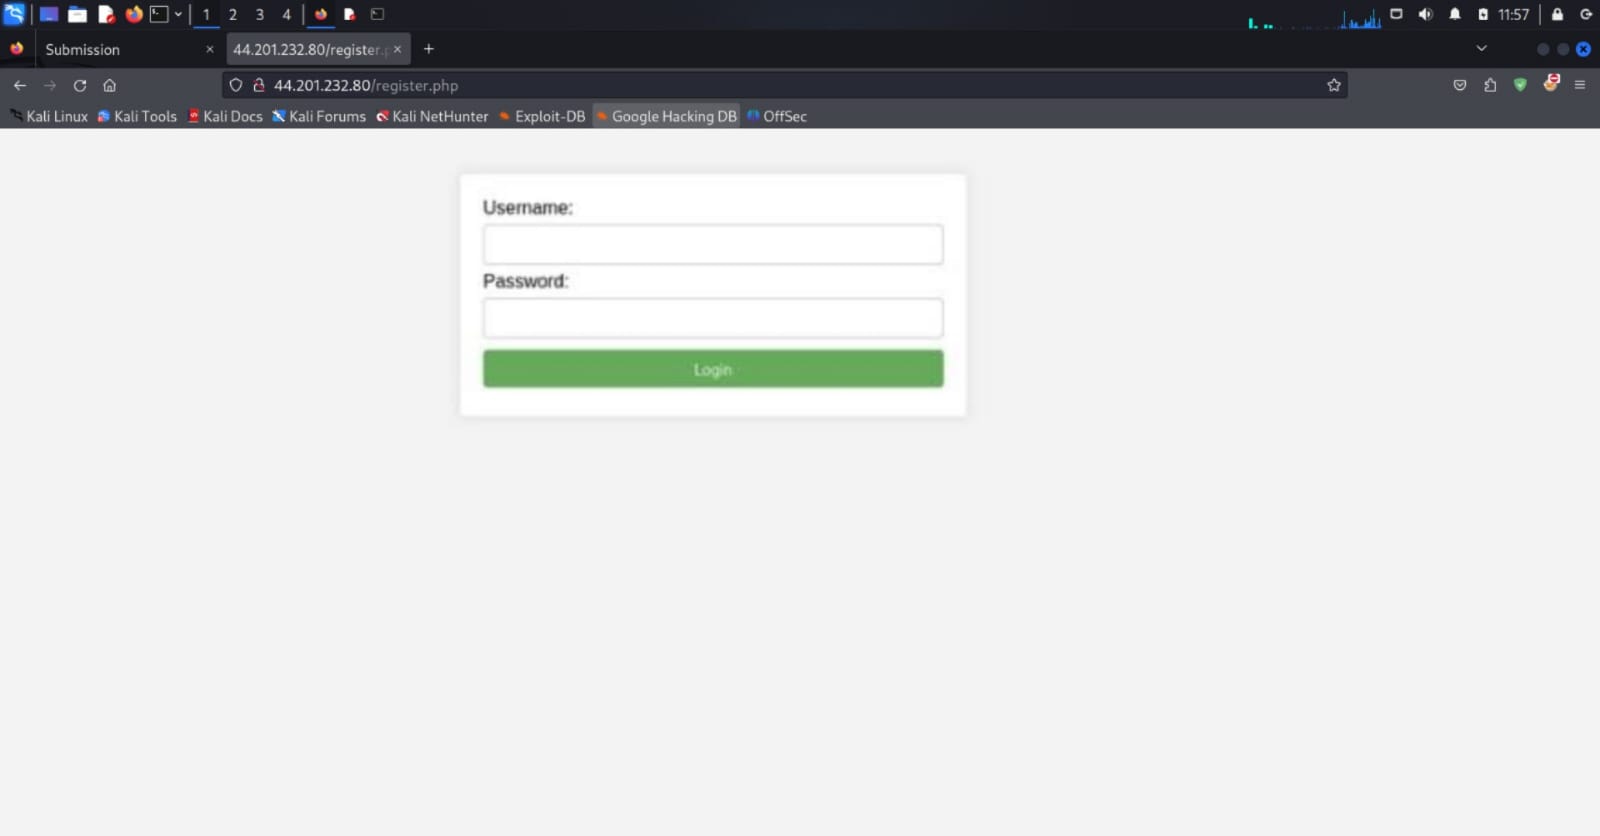 1 2 3 4 11:57
Submission 44.201.232.80/register.p
44.201.232.80/register.php
Kali Linux Kali Tools Kali Docs Kali Forums Kali NetHunter Exploit-DB Google Hacking DB OffSec
Username:
Password:
Login